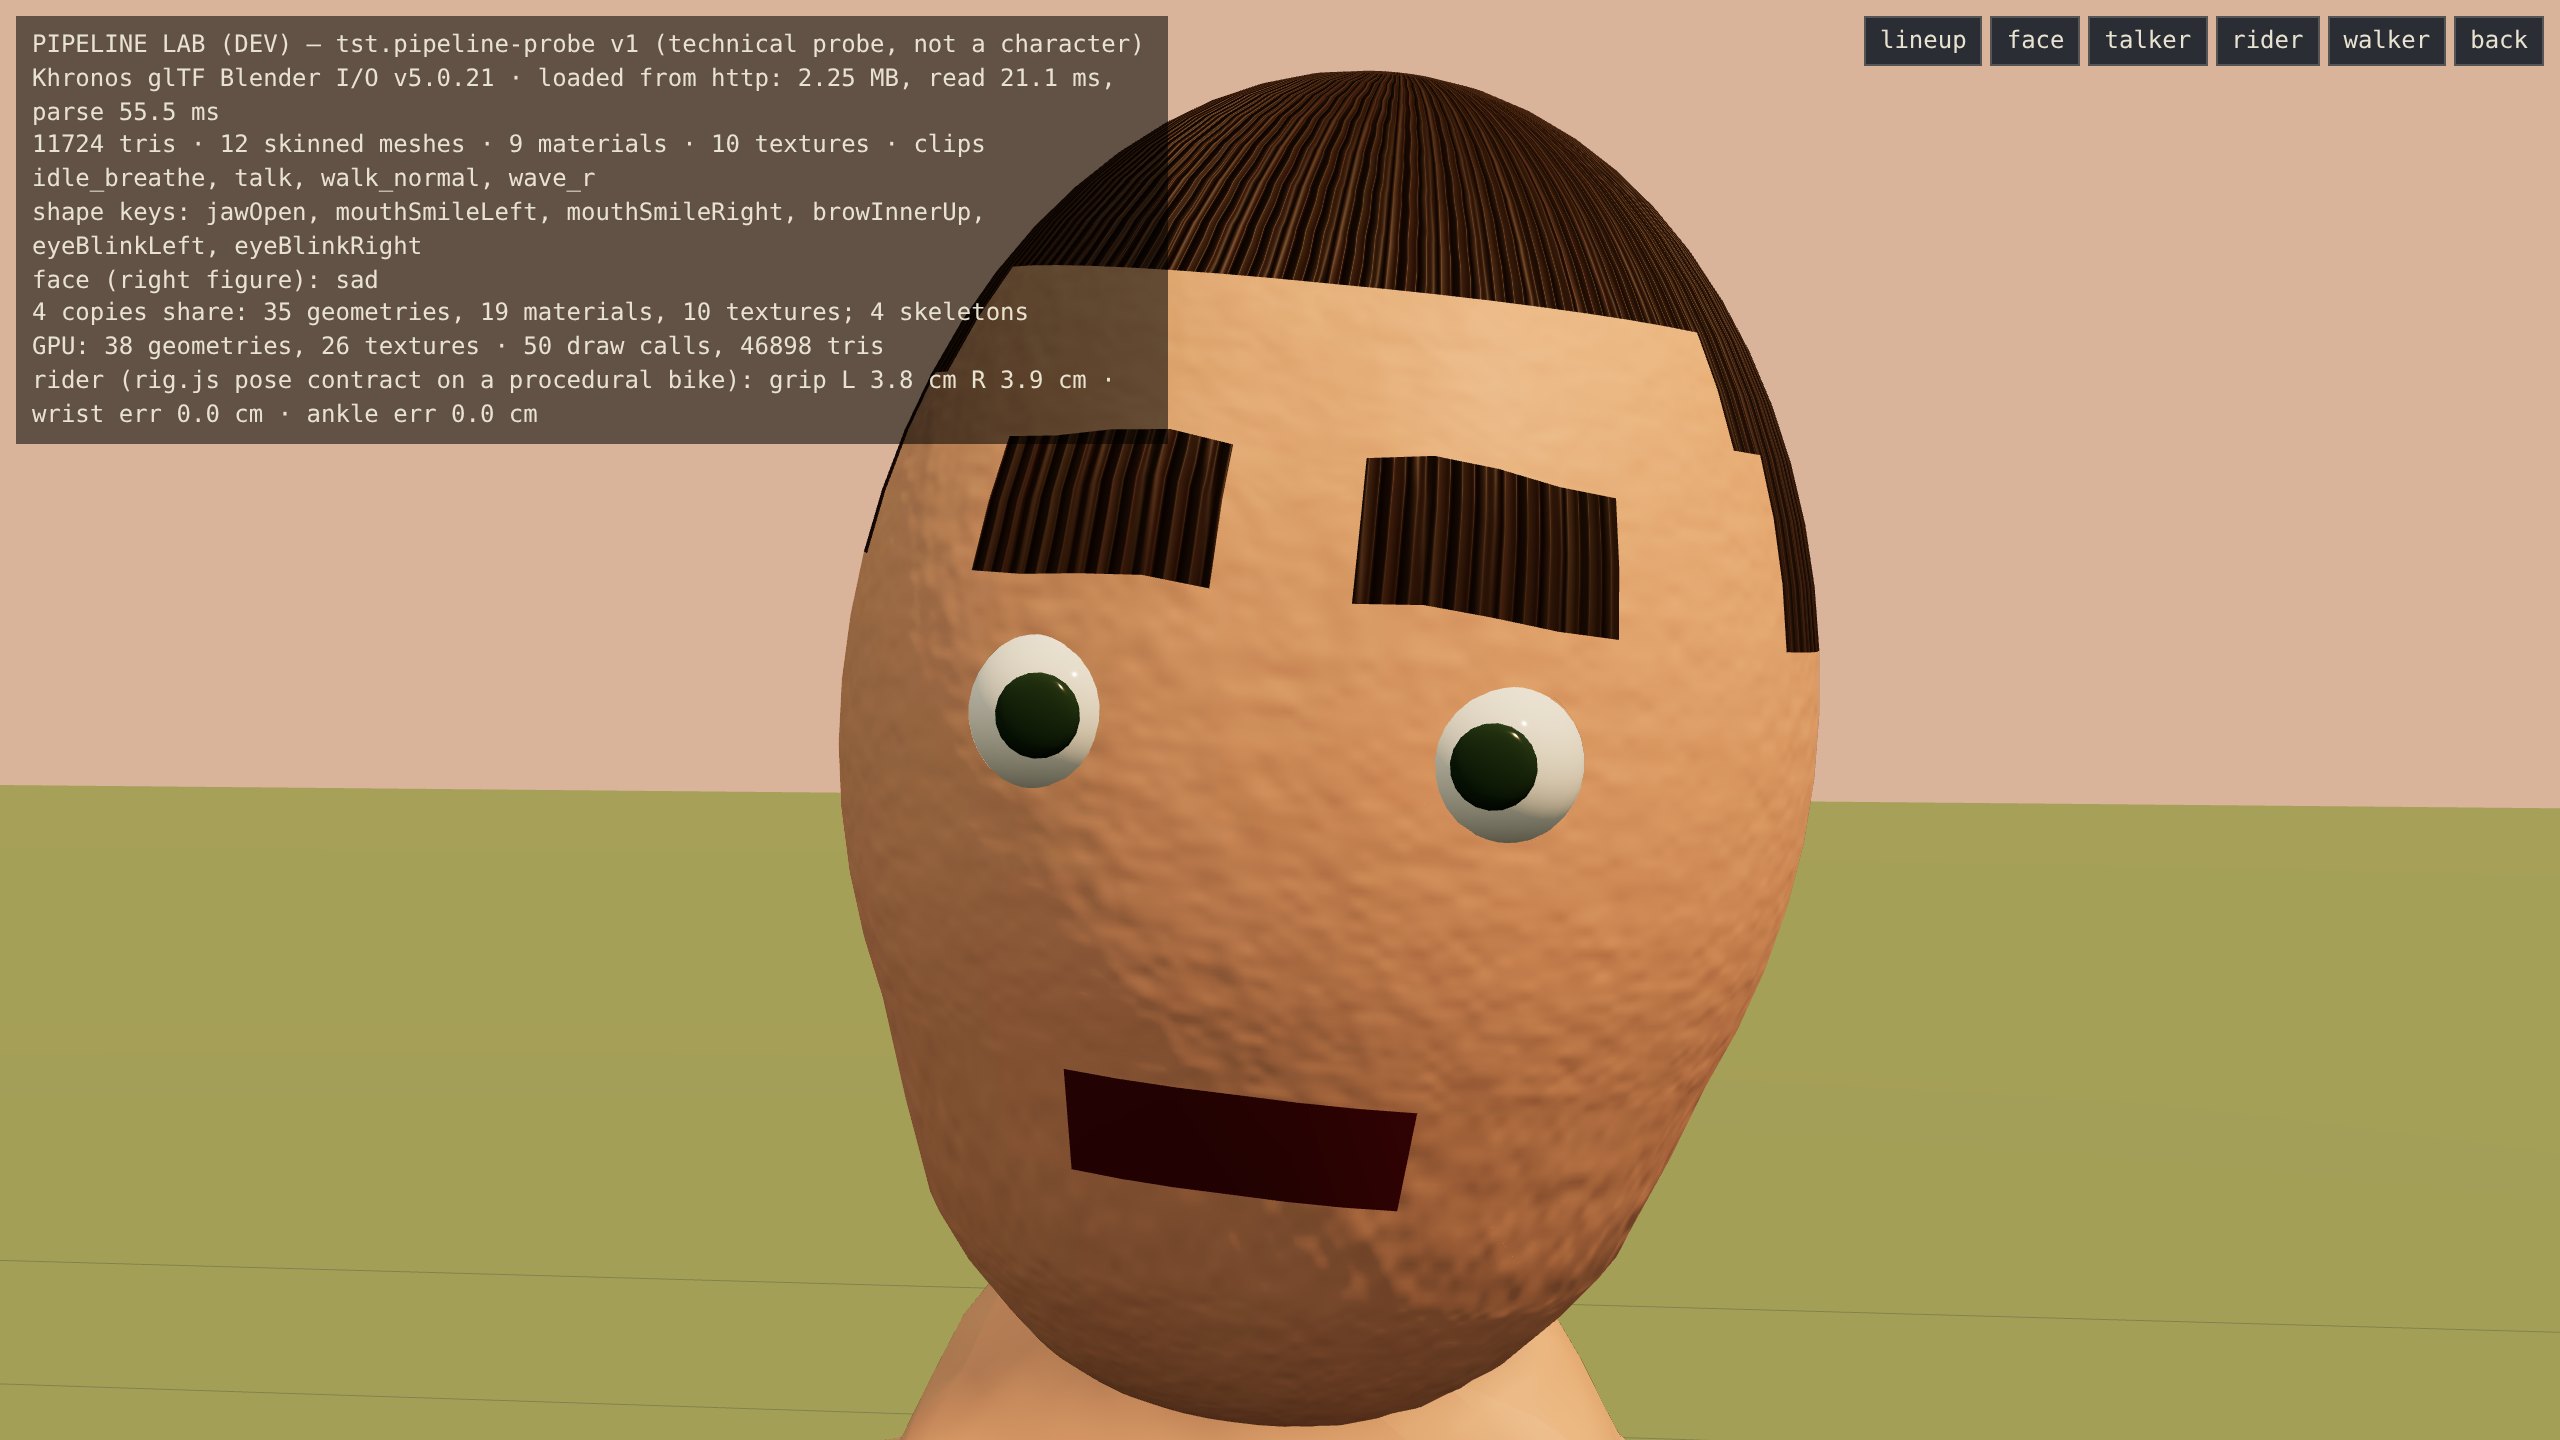 PIPELINE LAB (DEV) — tst.pipeline-probe v1 (technical probe, not a character)
Khronos glTF Blender I/O v5.0.21 · loaded from http: 2.25 MB, read 21.1 ms,
parse 55.5 ms
11724 tris · 12 skinned meshes · 9 materials · 10 textures · clips
idle_breathe, talk, walk_normal, wave_r
shape keys: jawOpen, mouthSmileLeft, mouthSmileRight, browInnerUp,
eyeBlinkLeft, eyeBlinkRight
face (right figure): sad
4 copies share: 35 geometries, 19 materials, 10 textures; 4 skeletons
GPU: 38 geometries, 26 textures · 50 draw calls, 46898 tris
rider (rig.js pose contract on a procedural bike): grip L 3.8 cm R 3.9 cm ·
wrist err 0.0 cm · ankle err 0.0 cm
lineup face talker rider walker back